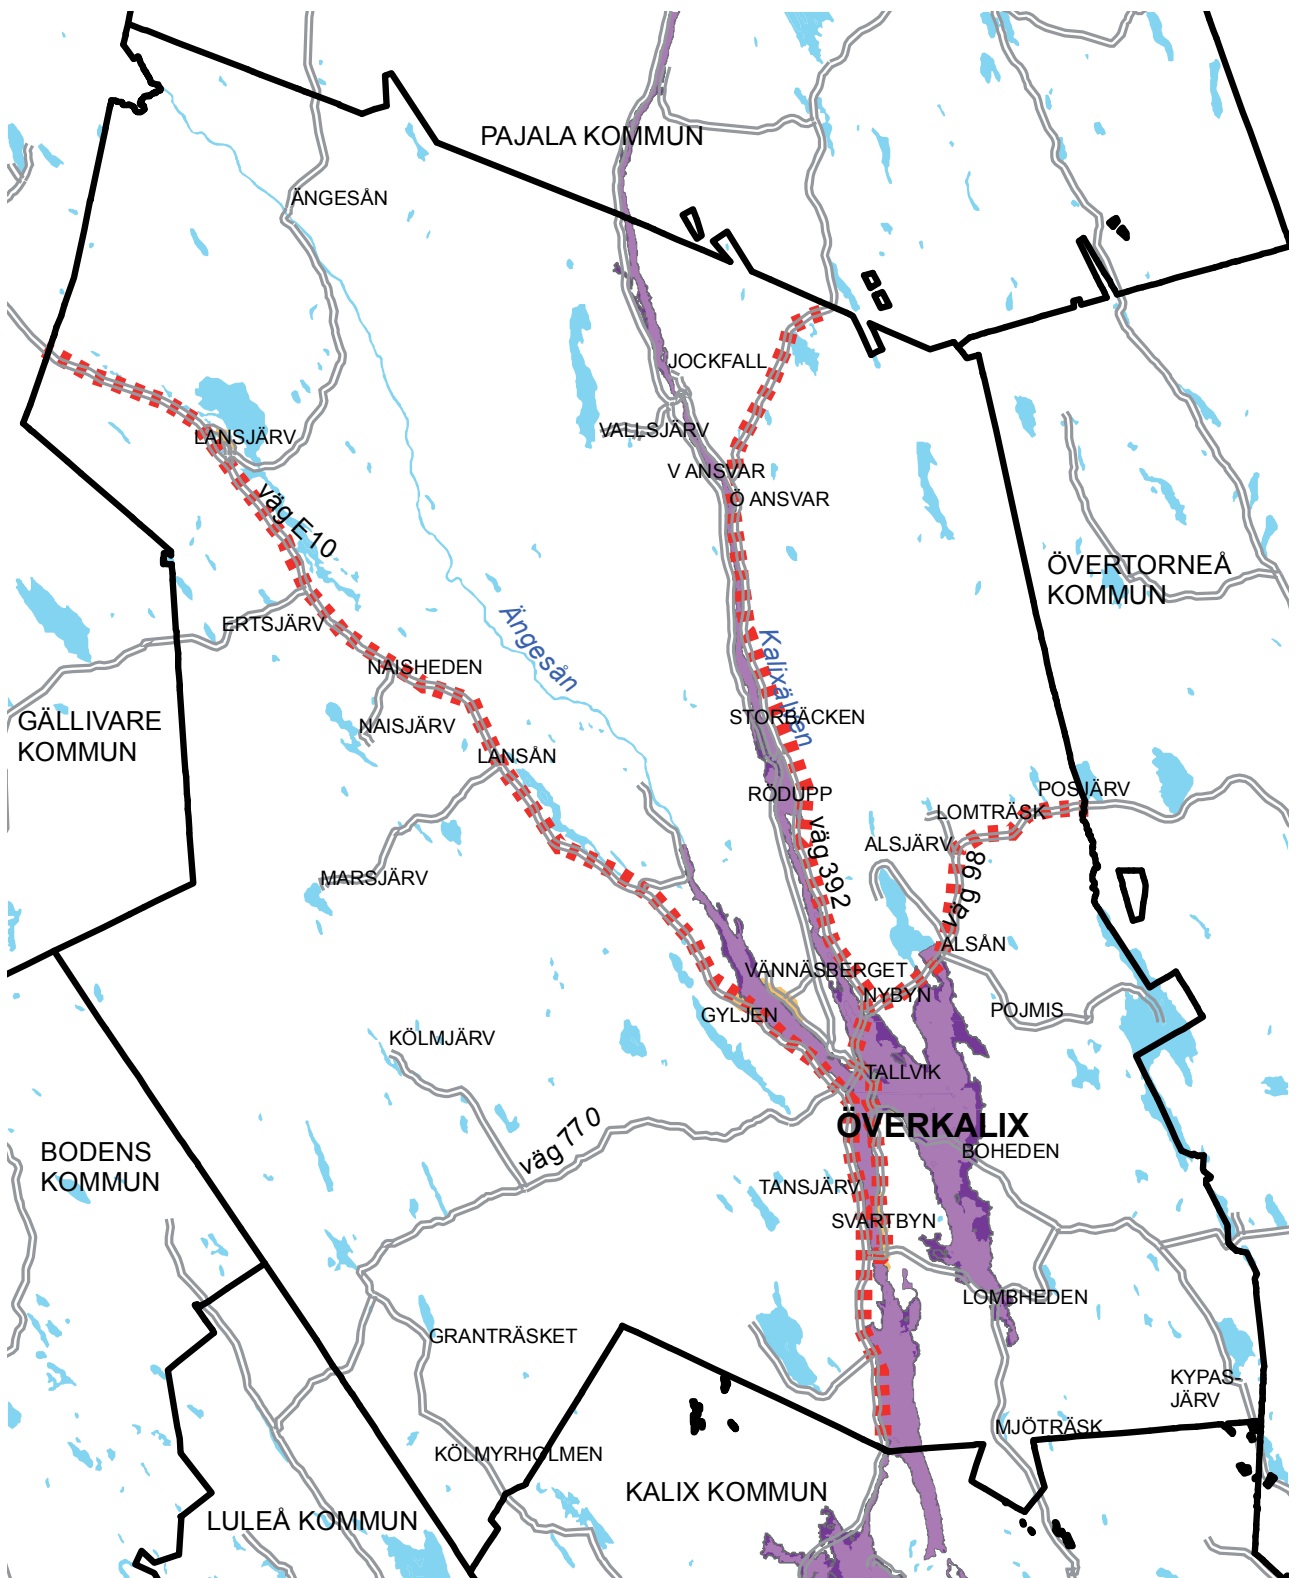 PAJALA KOMMUN
ÄNGESÅN
JOCKFALL
LANSJÄRV
VALLSJÄRV
V ANSVAR
Ö ANSVAR
väg E10
ÖVERTORNEÅ
KOMMUN
ERTSJÄRV
Ängesån
Kalixälven
NAISHEDEN
GÄLLIVARE
KOMMUN
NAISJÄRV
STORBÄCKEN
LANSÅN
RÖDUPP
POSJÄRV
LOMTRÄSK
ALSJÄRV
väg 392
väg 98
MARSJÄRV
ALSÅN
VÄNNÄSBERGET
NYBYN
GYLJEN
POJMIS
KÖLMJÄRV
TALLVIK
ÖVERKALIX
väg 770
BODENS
KOMMUN
BOHEDEN
TANSJÄRV
SVARTBYN
LOMBHEDEN
GRANTRÄSKET
KYPAS-
JÄRV
MJÖTRÄSK
KÖLMYRHOLMEN
KALIX KOMMUN
LULEÅ KOMMUN